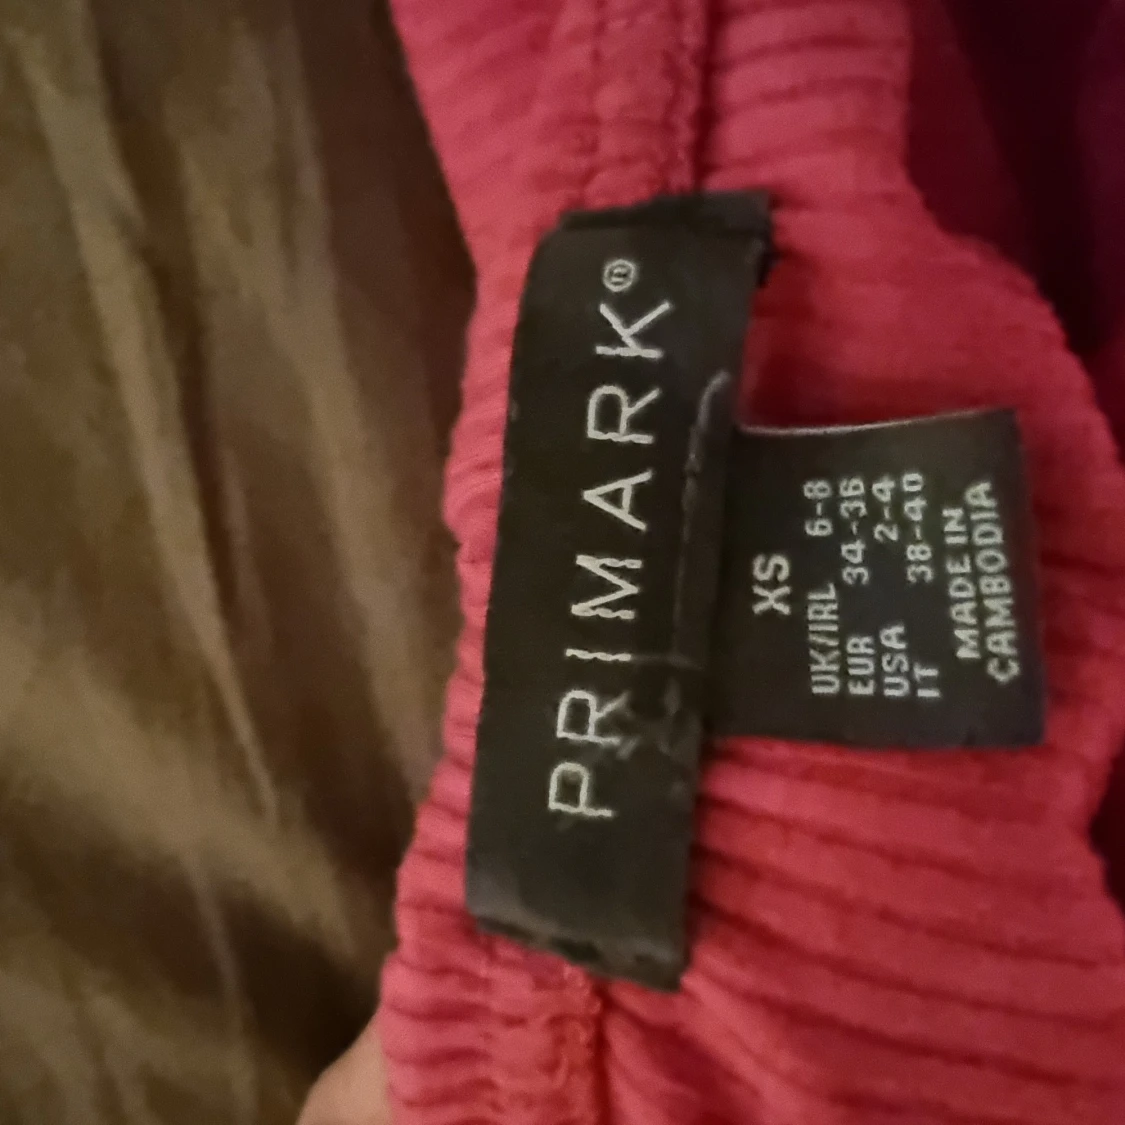 PRIMARK®
XS
UK/IRL 6-8
EUR 34-36
USA 2-4
IT 38-40
MADE IN
CAMBODIA